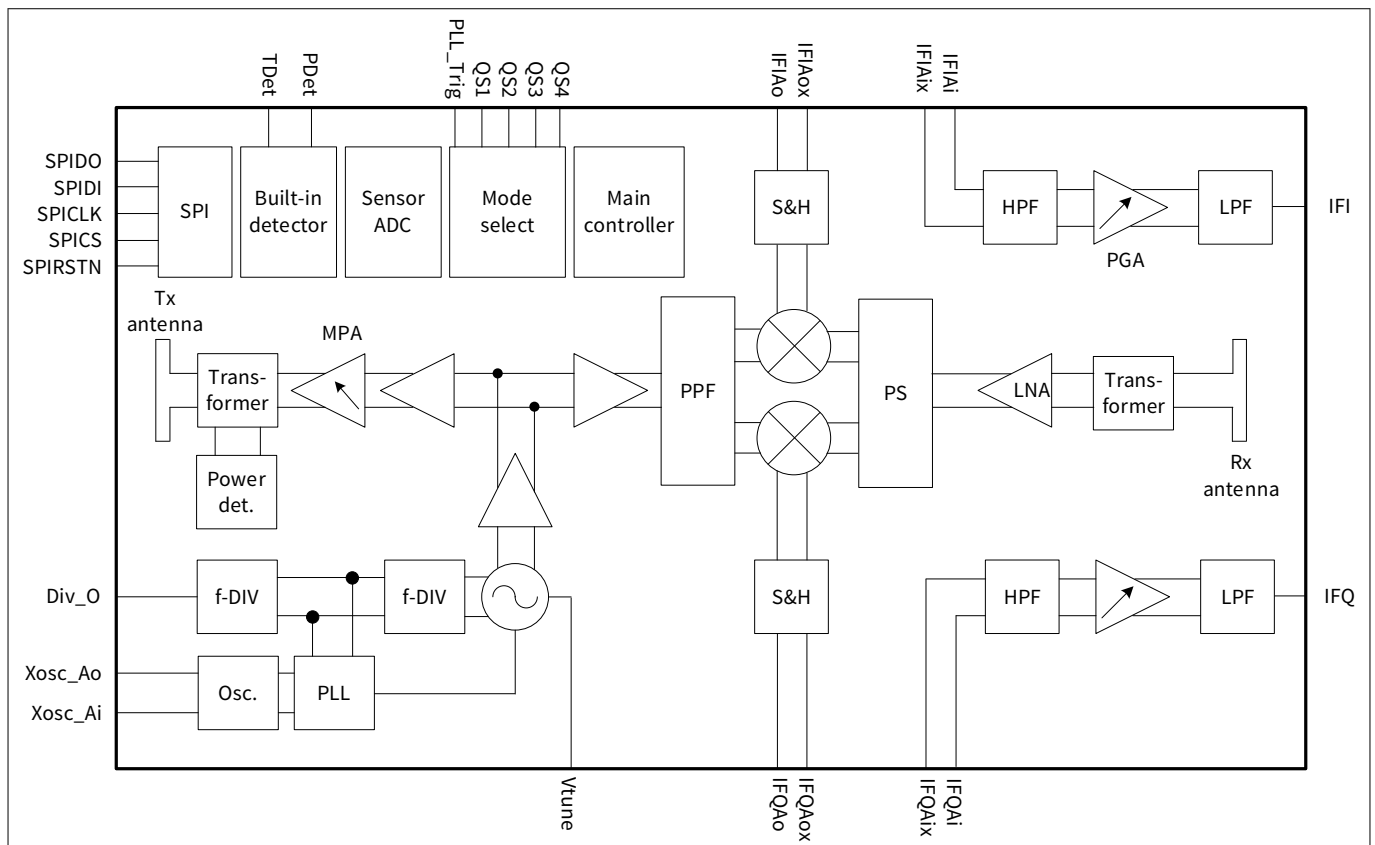 TDet
PDet
PLL_Trig
QS1
QS2
QS3
QS4
IFIAo
IFIAox
IFIAix
IFIAi
SPIDO
SPIDI
SPICLK
SPICS
SPIRSTN
SPI
Built-in
detector
Sensor
ADC
Mode
select
Main
controller
S&H
HPF
PGA
LPF
IFI
Tx
antenna
MPA
Trans-
former
Power
det.
PPF
PS
LNA
Trans-
former
Rx
antenna
Div_O
f-DIV
f-DIV
S&H
HPF
LPF
IFQ
Xosc_Ao
Xosc_Ai
Osc.
PLL
Vtune
IFQAo
IFQAox
IFQAix
IFQAi